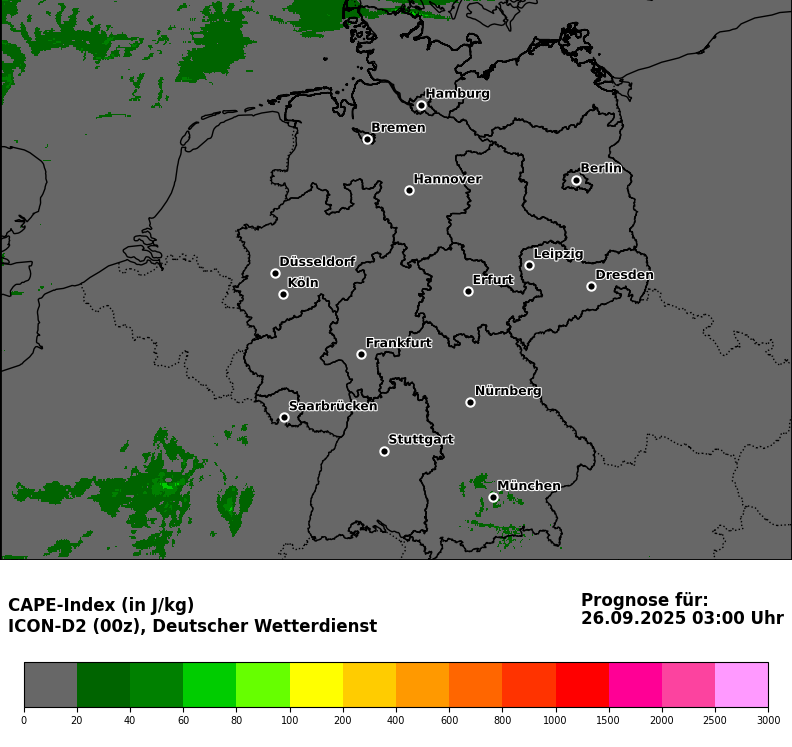 Hamburg
Bremen
Berlin
Hannover
Leipzig
Düsseldorf
Dresden
Köln
Erfurt
Frankfurt
Nürnberg
Saarbrücken
Stuttgart
München
CAPE-Index (in J/kg)
ICON-D2 (00z), Deutscher Wetterdienst
Prognose für:
26.09.2025 03:00 Uhr
0 20 40 60 80 100 200 400 600 800 1000 1500 2000 2500 3000